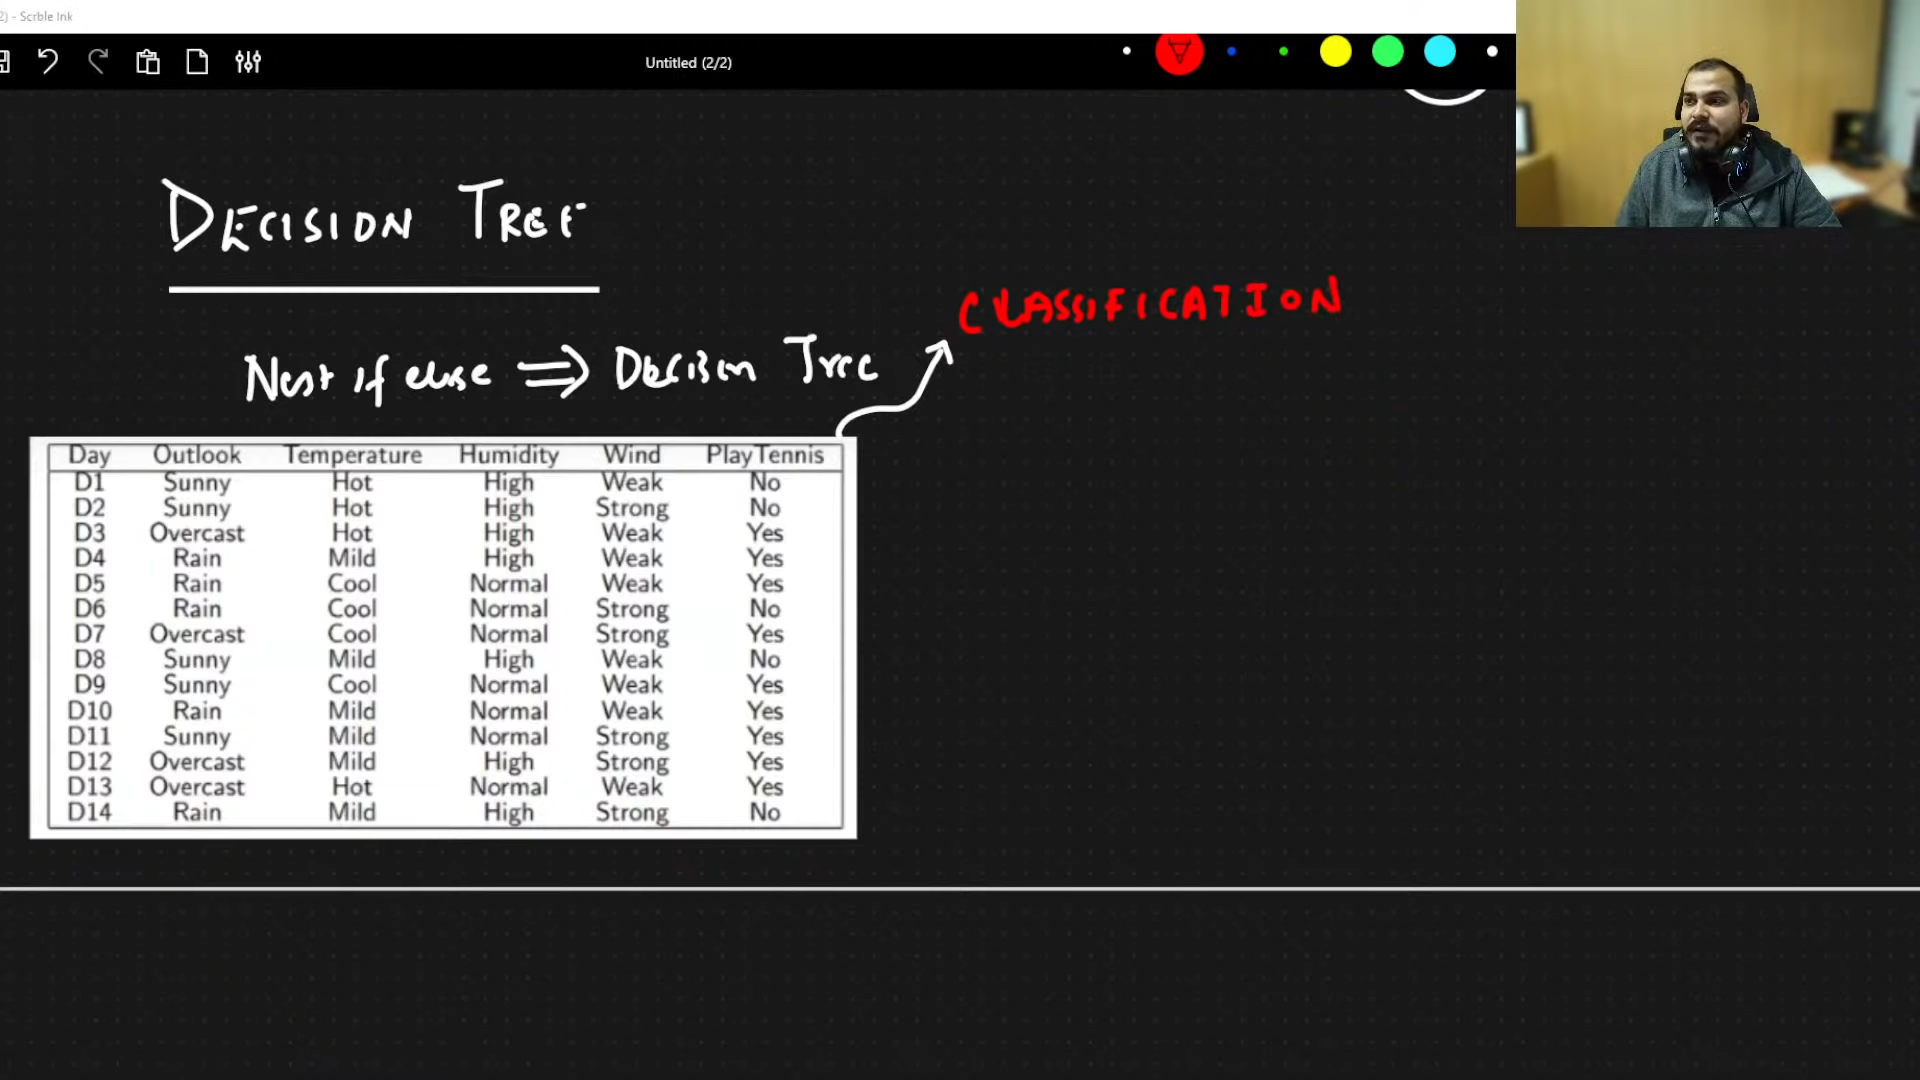 2) - Scrble Ink
Untitled (2/2)
DECISION TREE
CLASSIFICATION
Nest if else ⇒ Decision Tree
Day Outlook Temperature Humidity Wind PlayTennis
D1 Sunny Hot High Weak No
D2 Sunny Hot High Strong No
D3 Overcast Hot High Weak Yes
D4 Rain Mild High Weak Yes
D5 Rain Cool Normal Weak Yes
D6 Rain Cool Normal Strong No
D7 Overcast Cool Normal Strong Yes
D8 Sunny Mild High Weak No
D9 Sunny Cool Normal Weak Yes
D10 Rain Mild Normal Weak Yes
D11 Sunny Mild Normal Strong Yes
D12 Overcast Mild High Strong Yes
D13 Overcast Hot Normal Weak Yes
D14 Rain Mild High Strong No